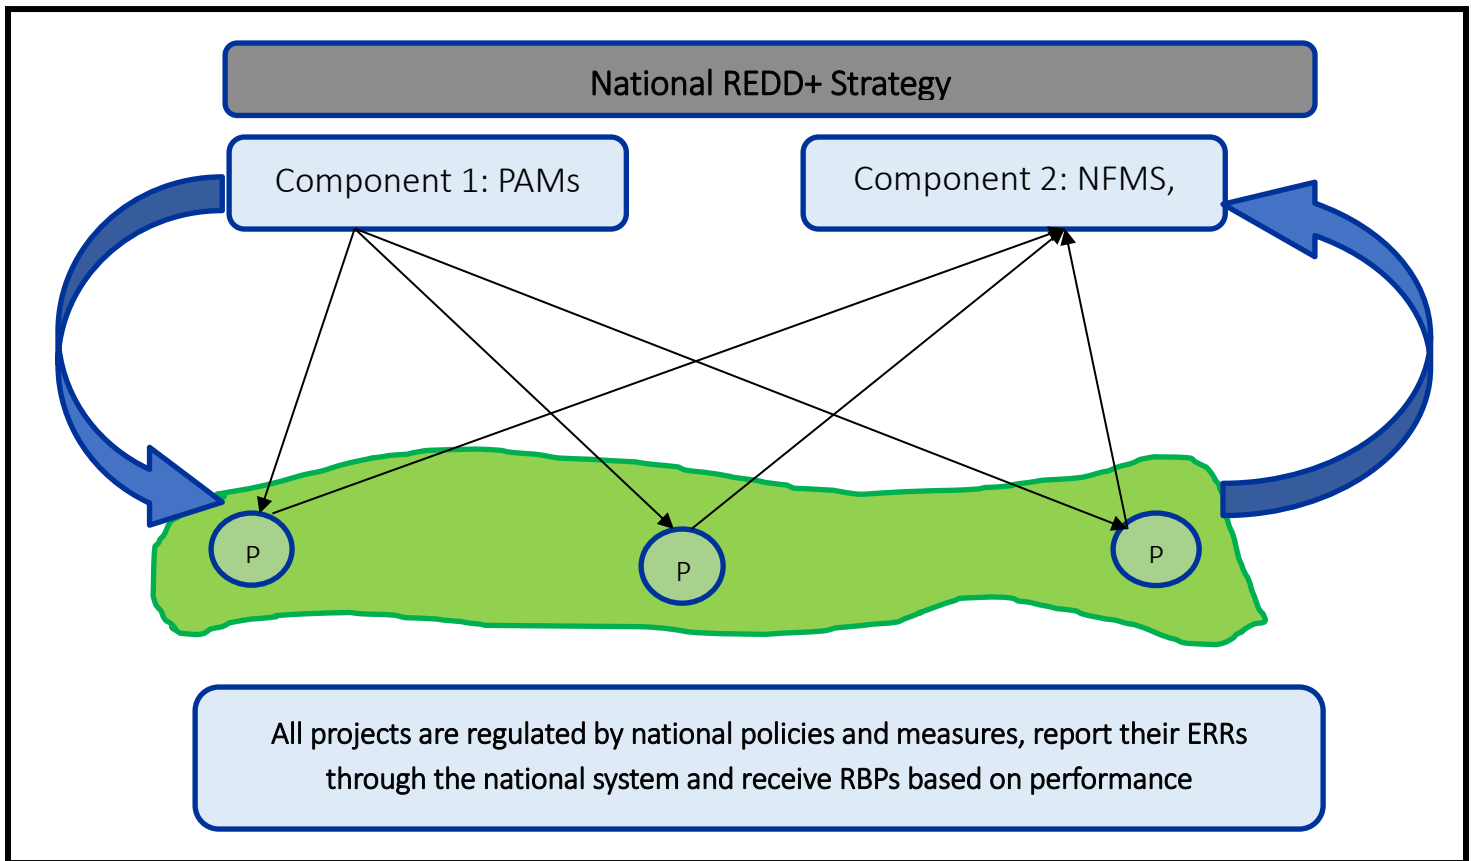 National REDD+ Strategy
Component 1: PAMs
Component 2: NFMS,
P
P
P
All projects are regulated by national policies and measures, report their ERRs
through the national system and receive RBPs based on performance